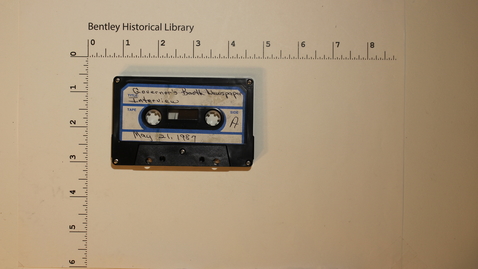 Bentley Historical Library
0 1 2 3 4 5 6 7 8
0
1
2
3
4
5
6
Governor's Booth Newspaper
Interview
TAPE
SIDE
A
May 21, 1987